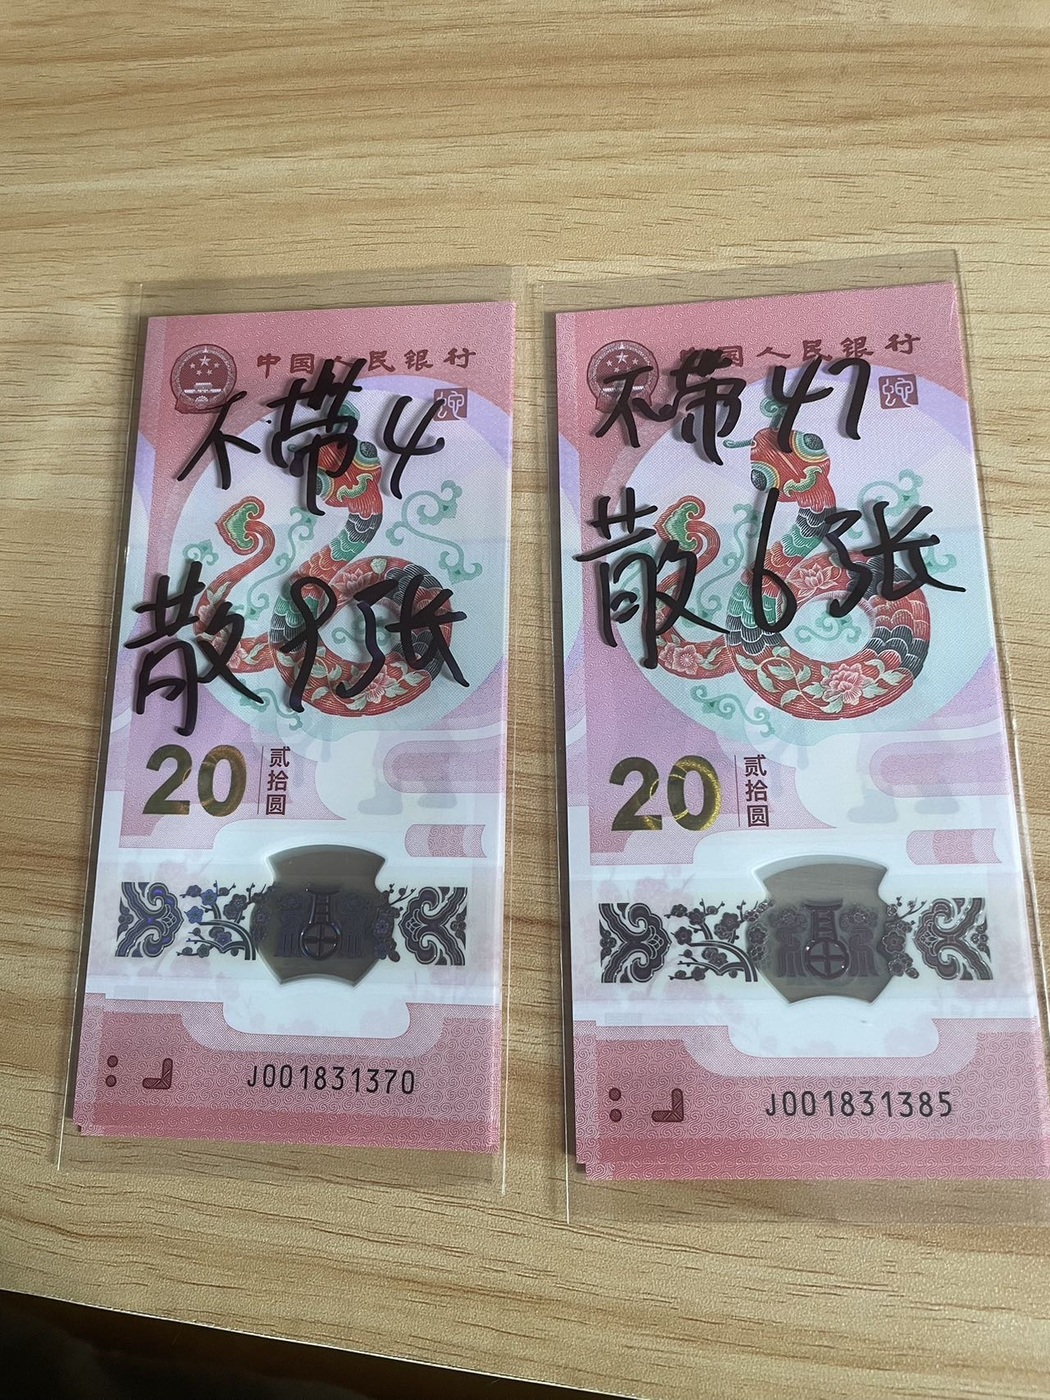 中国人民银行
蛇
不带4
散9张
20
贰拾圆
J001831370
中国人民银行
蛇
不带47
散6张
20
贰拾圆
J001831385